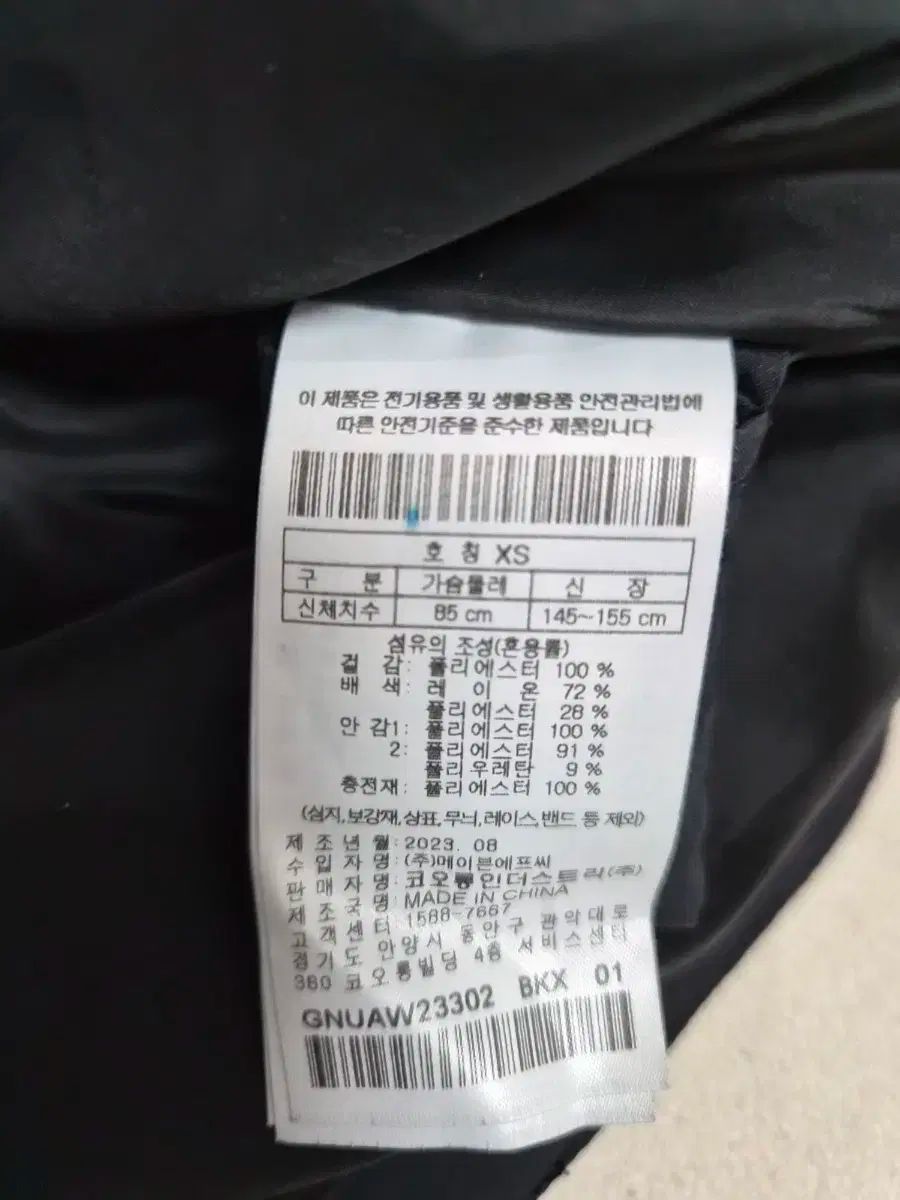 이 제품은 전기용품 및 생활용품 안전관리법에
따른 안전기준을 준수한 제품입니다
호 칭 XS
구 분 가슴둘레 신 장
신체치수 85 cm 145~155 cm
섬유의 조성(혼용률)
겉 감: 폴리에스터 100 %
배 색: 레 이 온 72 %
폴리에스터 28 %
안 감1: 폴리에스터 100 %
2: 폴리에스터 91 %
폴리우레탄 9 %
충전재: 폴리에스터 100 %
(심지,보강재,상표,무늬,레이스,밴드 등 제외)
제조년월: 2023. 08
수입자명: (주)메이븐에프씨
판매자명: 코오롱인더스트리(주)
제조국명: MADE IN CHINA
고객센터 1588-7667
경기도 안양시 동안구 관악대로
360 코오롱빌딩 4층 서비스센타
GNUAW23302 BKX 01